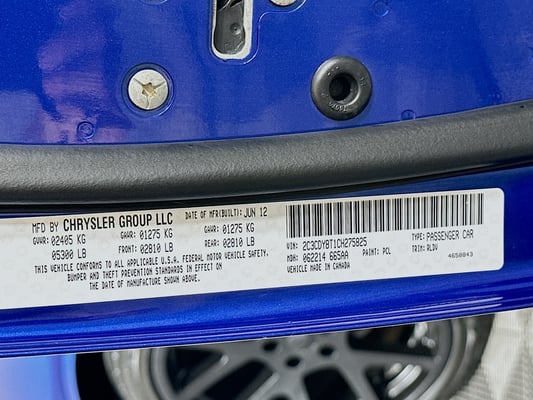 MFD BY CHRYSLER GROUP LLC DATE OF MFR(BUILT): JUN 12
GVWR: 02405 KG GAWR: 01275 KG GAWR: 01275 KG
05300 LB FRONT: 02810 LB REAR: 02810 LB
THIS VEHICLE CONFORMS TO ALL APPLICABLE U.S.A. FEDERAL MOTOR VEHICLE SAFETY,
BUMPER AND THEFT PREVENTION STANDARDS IN EFFECT ON
THE DATE OF MANUFACTURE SHOWN ABOVE.
VIN: 2C3CDYBT1CH275825 TYPE: PASSENGER CAR
MDH: 062214 665AA PAINT: PCL TRIM: RLDV
VEHICLE MADE IN CANADA 4650843